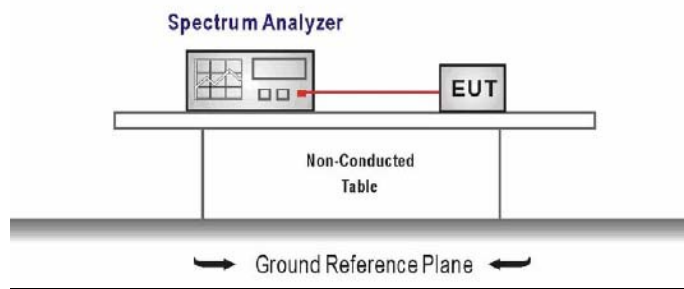 Spectrum Analyzer
EUT
Non-Conducted
Table
Ground Reference Plane